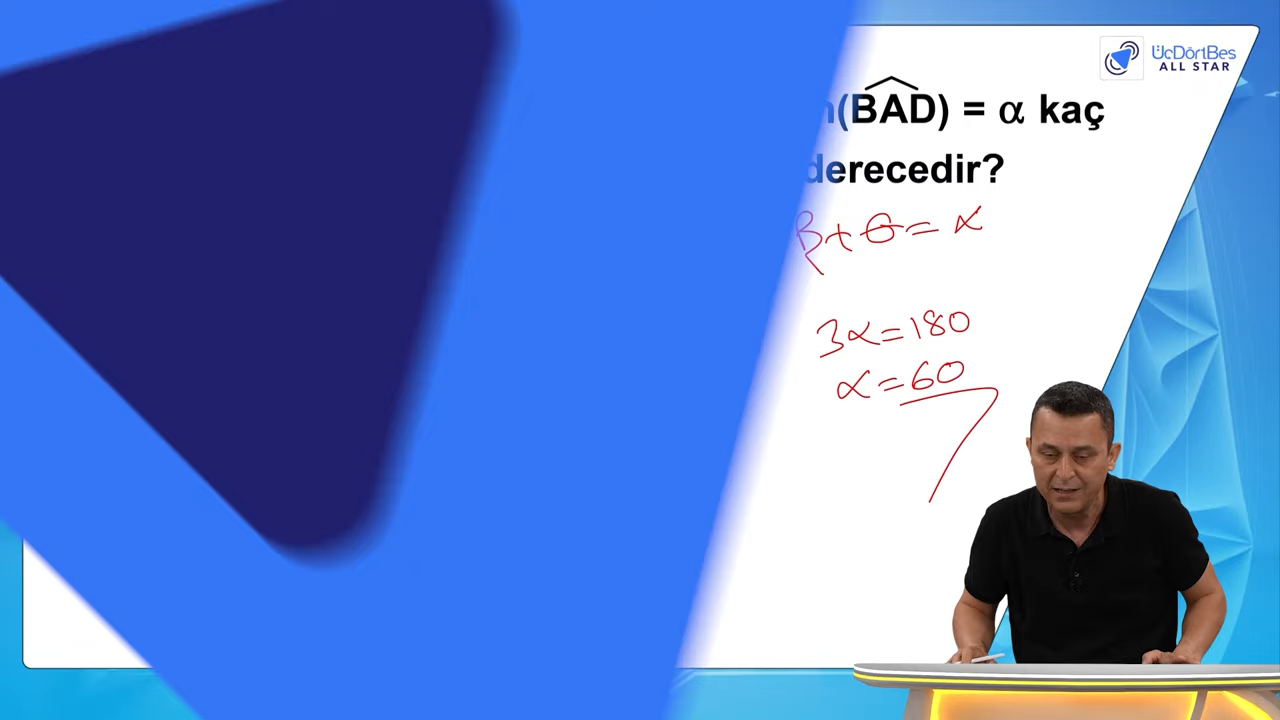 ÜçDörtBeş
ALL STAR
m(BAD) = α kaç
derecedir?
β + θ = α
3α = 180
α = 60